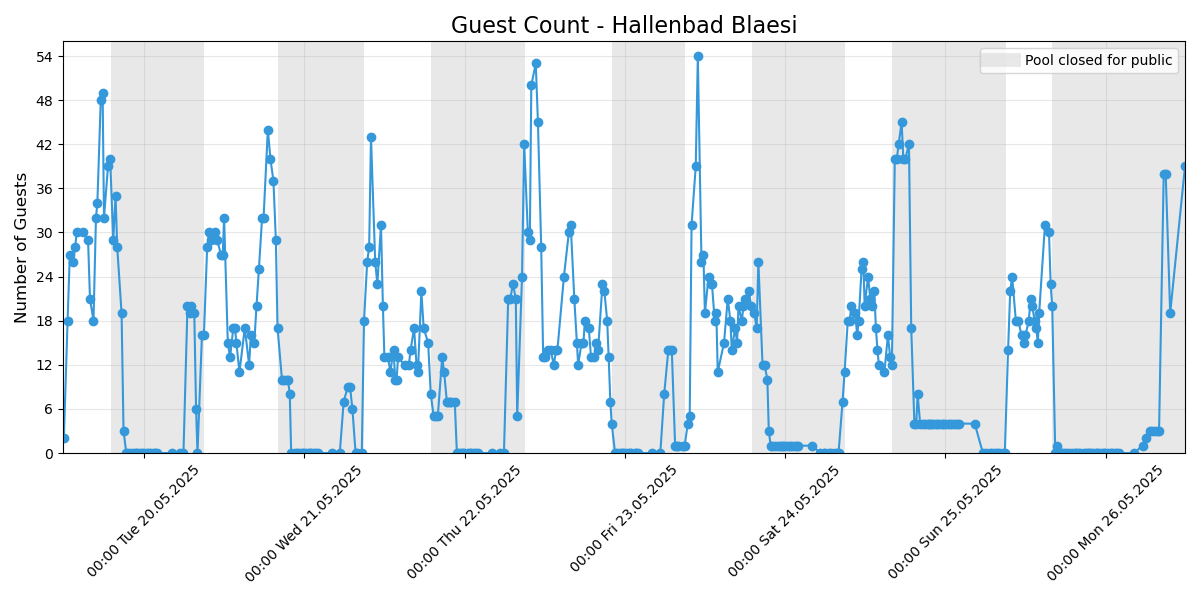 Guest Count - Hallenbad Blaesi
Pool closed for public
Number of Guests
54
48
42
36
30
24
18
12
6
0
00:00 Tue 20.05.2025
00:00 Wed 21.05.2025
00:00 Thu 22.05.2025
00:00 Fri 23.05.2025
00:00 Sat 24.05.2025
00:00 Sun 25.05.2025
00:00 Mon 26.05.2025